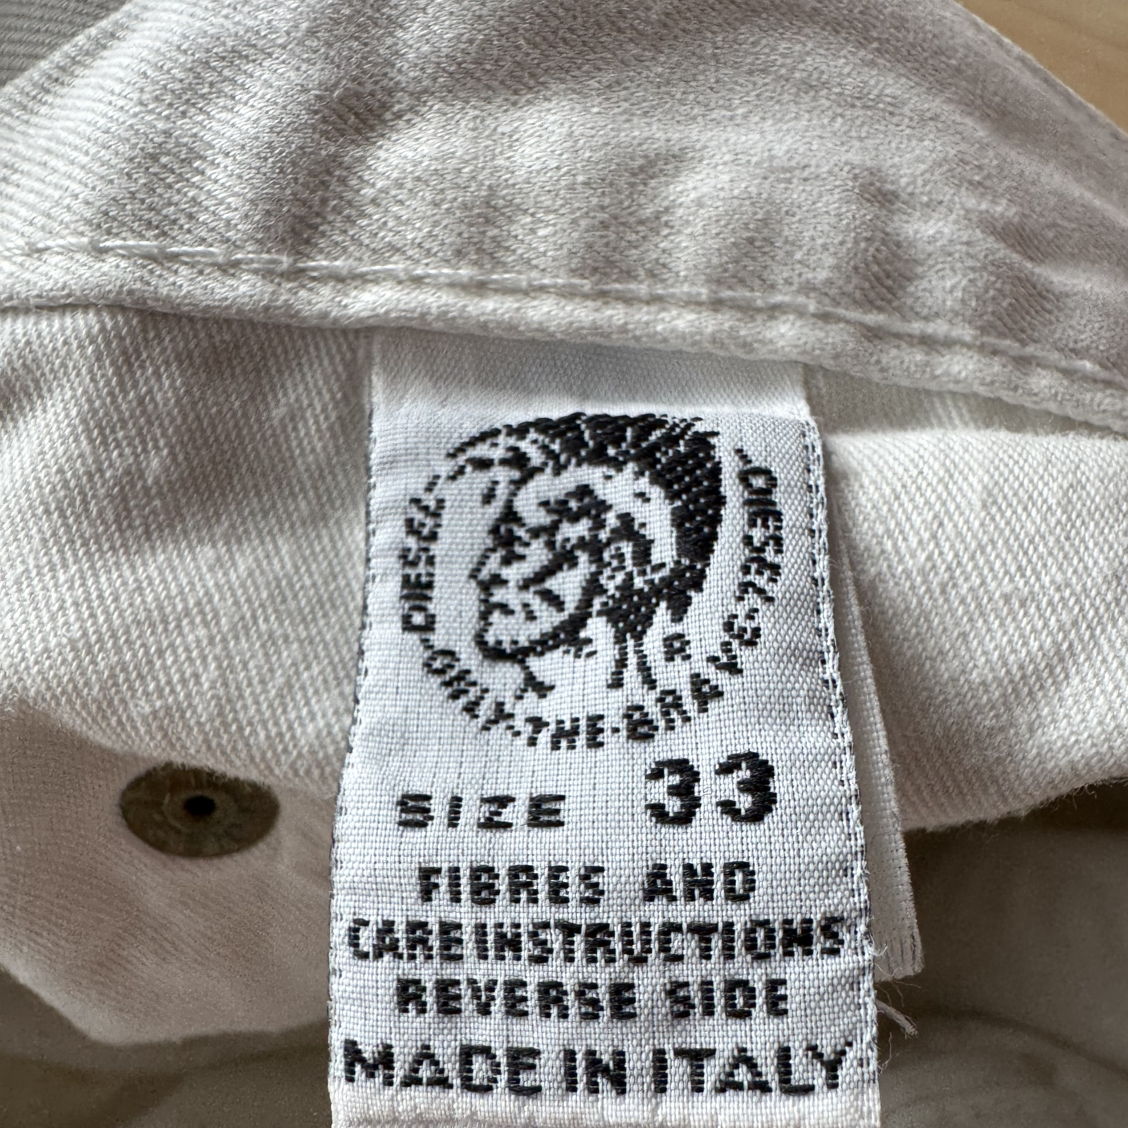 ·DIESEL· ONLY·THE·BRAVE· DIESEL·
R
SIZE 33
FIBRES AND
CARE INSTRUCTIONS
REVERSE SIDE
MADE IN ITALY